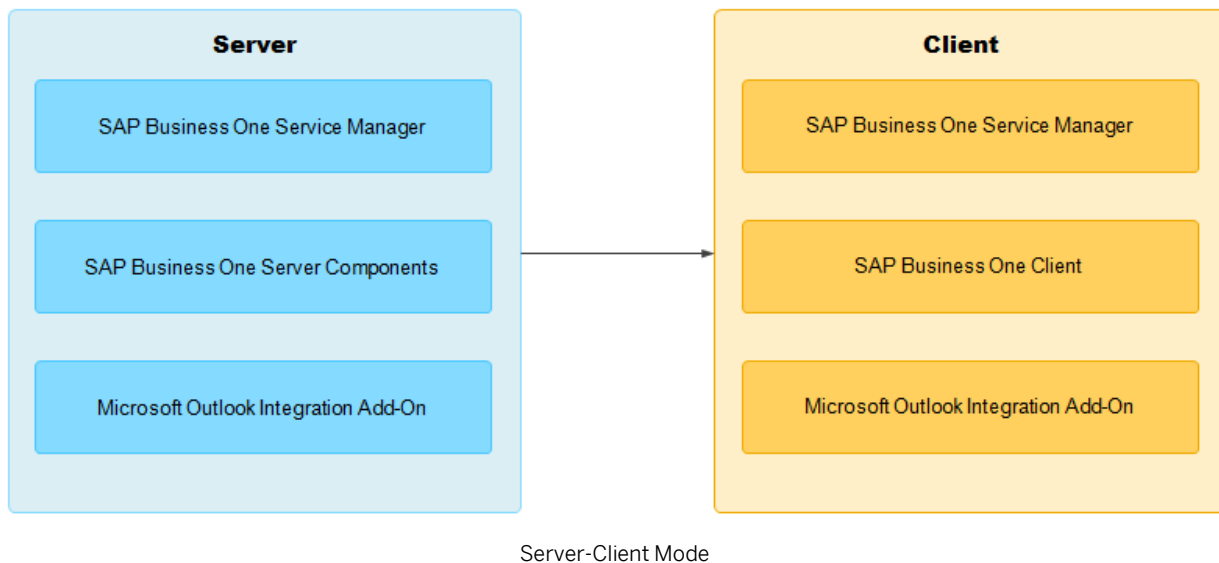 Server
SAP Business One Service Manager
SAP Business One Server Components
Microsoft Outlook Integration Add-On
Client
SAP Business One Service Manager
SAP Business One Client
Microsoft Outlook Integration Add-On
Server-Client Mode